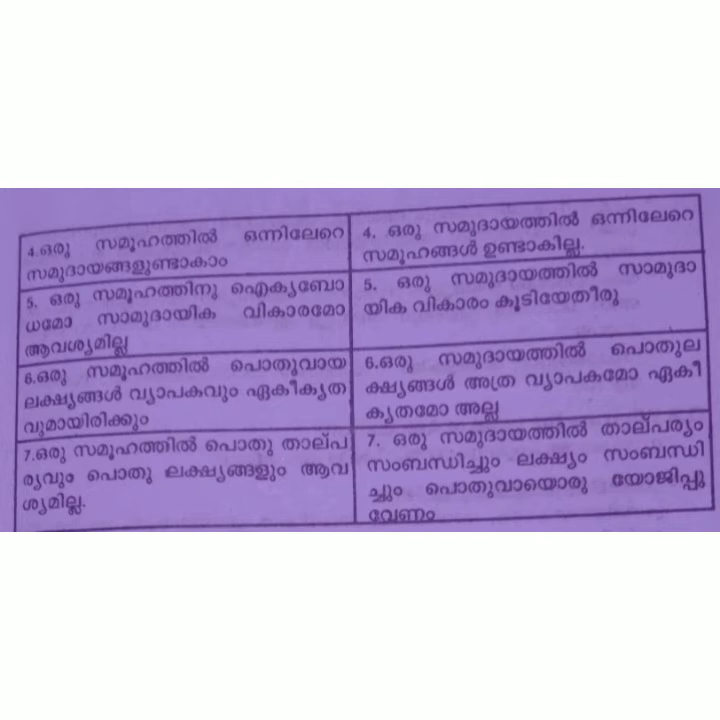 4.ഒരു സമൂഹത്തിൽ ഒന്നിലേറെ
സമുദായങ്ങളുണ്ടാകാം
4. ഒരു സമുദായത്തിൽ ഒന്നിലേറെ
സമൂഹങ്ങൾ ഉണ്ടാകില്ല.
5. ഒരു സമൂഹത്തിനു ഐക്യബോ
ധമോ സാമുദായിക വികാരമോ
ആവശ്യമില്ല
5. ഒരു സമുദായത്തിൽ സാമുദാ
യിക വികാരം കൂടിയേതീരു
6.ഒരു സമൂഹത്തിൽ പൊതുവായ
ലക്ഷ്യങ്ങൾ വ്യാപകവും ഏകീകൃത
വുമായിരിക്കും
6.ഒരു സമുദായത്തിൽ പൊതുല
ക്ഷ്യങ്ങൾ അത്ര വ്യാപകമോ ഏകീ
കൃതമോ അല്ല
7.ഒരു സമൂഹത്തിൽ പൊതു താല്പ
ര്യവും പൊതു ലക്ഷ്യങ്ങളും ആവ
ശ്യമില്ല.
7. ഒരു സമുദായത്തിൽ താല്പര്യം
സംബന്ധിച്ചും ലക്ഷ്യം സംബന്ധി
ച്ചും പൊതുവായൊരു യോജിപ്പു
വേണം